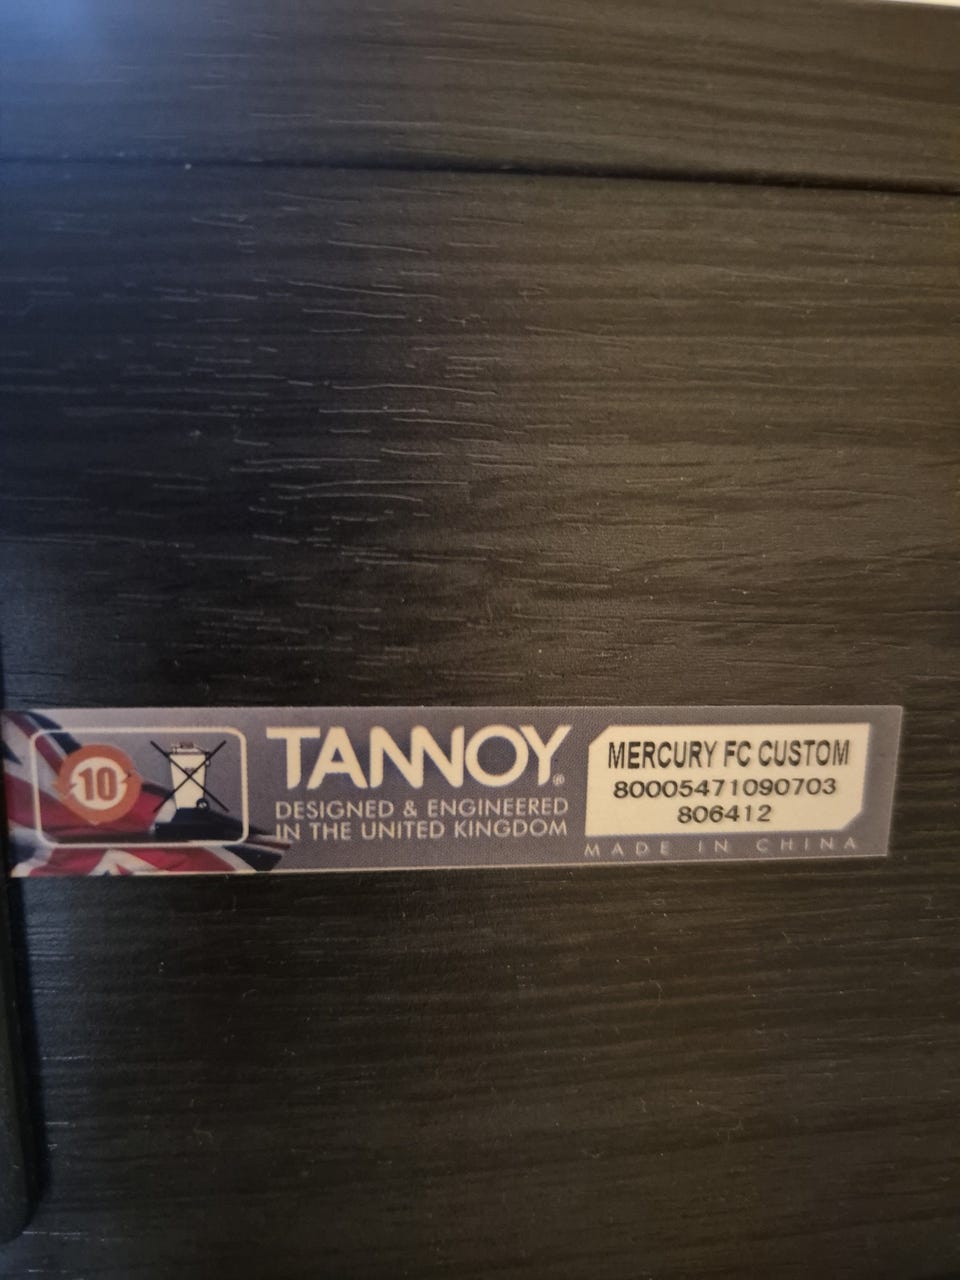 10
TANNOY®
DESIGNED & ENGINEERED
IN THE UNITED KINGDOM
MERCURY FC CUSTOM
80005471090703
806412
MADE IN CHINA